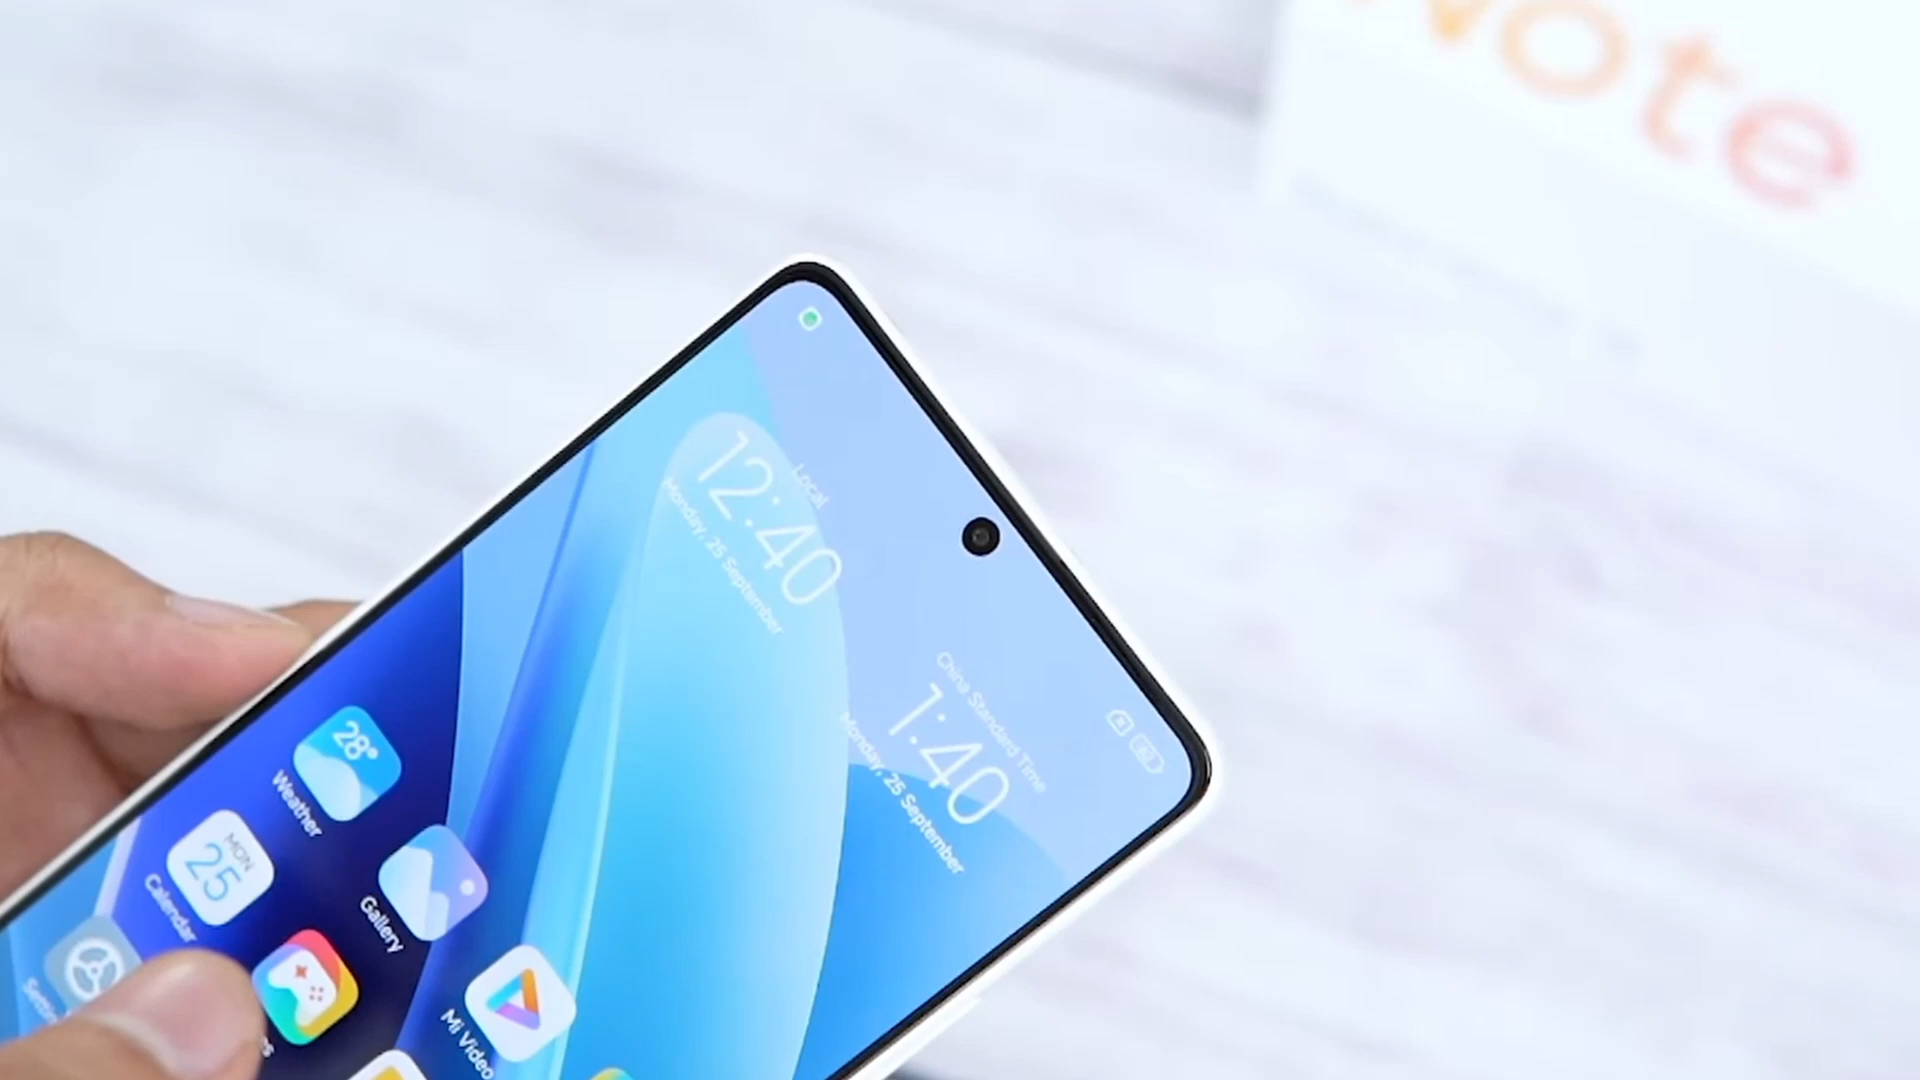 Note
Local
12:40
Monday, 25 September
China Standard Time
1:40
Monday, 25 September
28°
Weather
MON
25
Calendar
Gallery
Mi Video